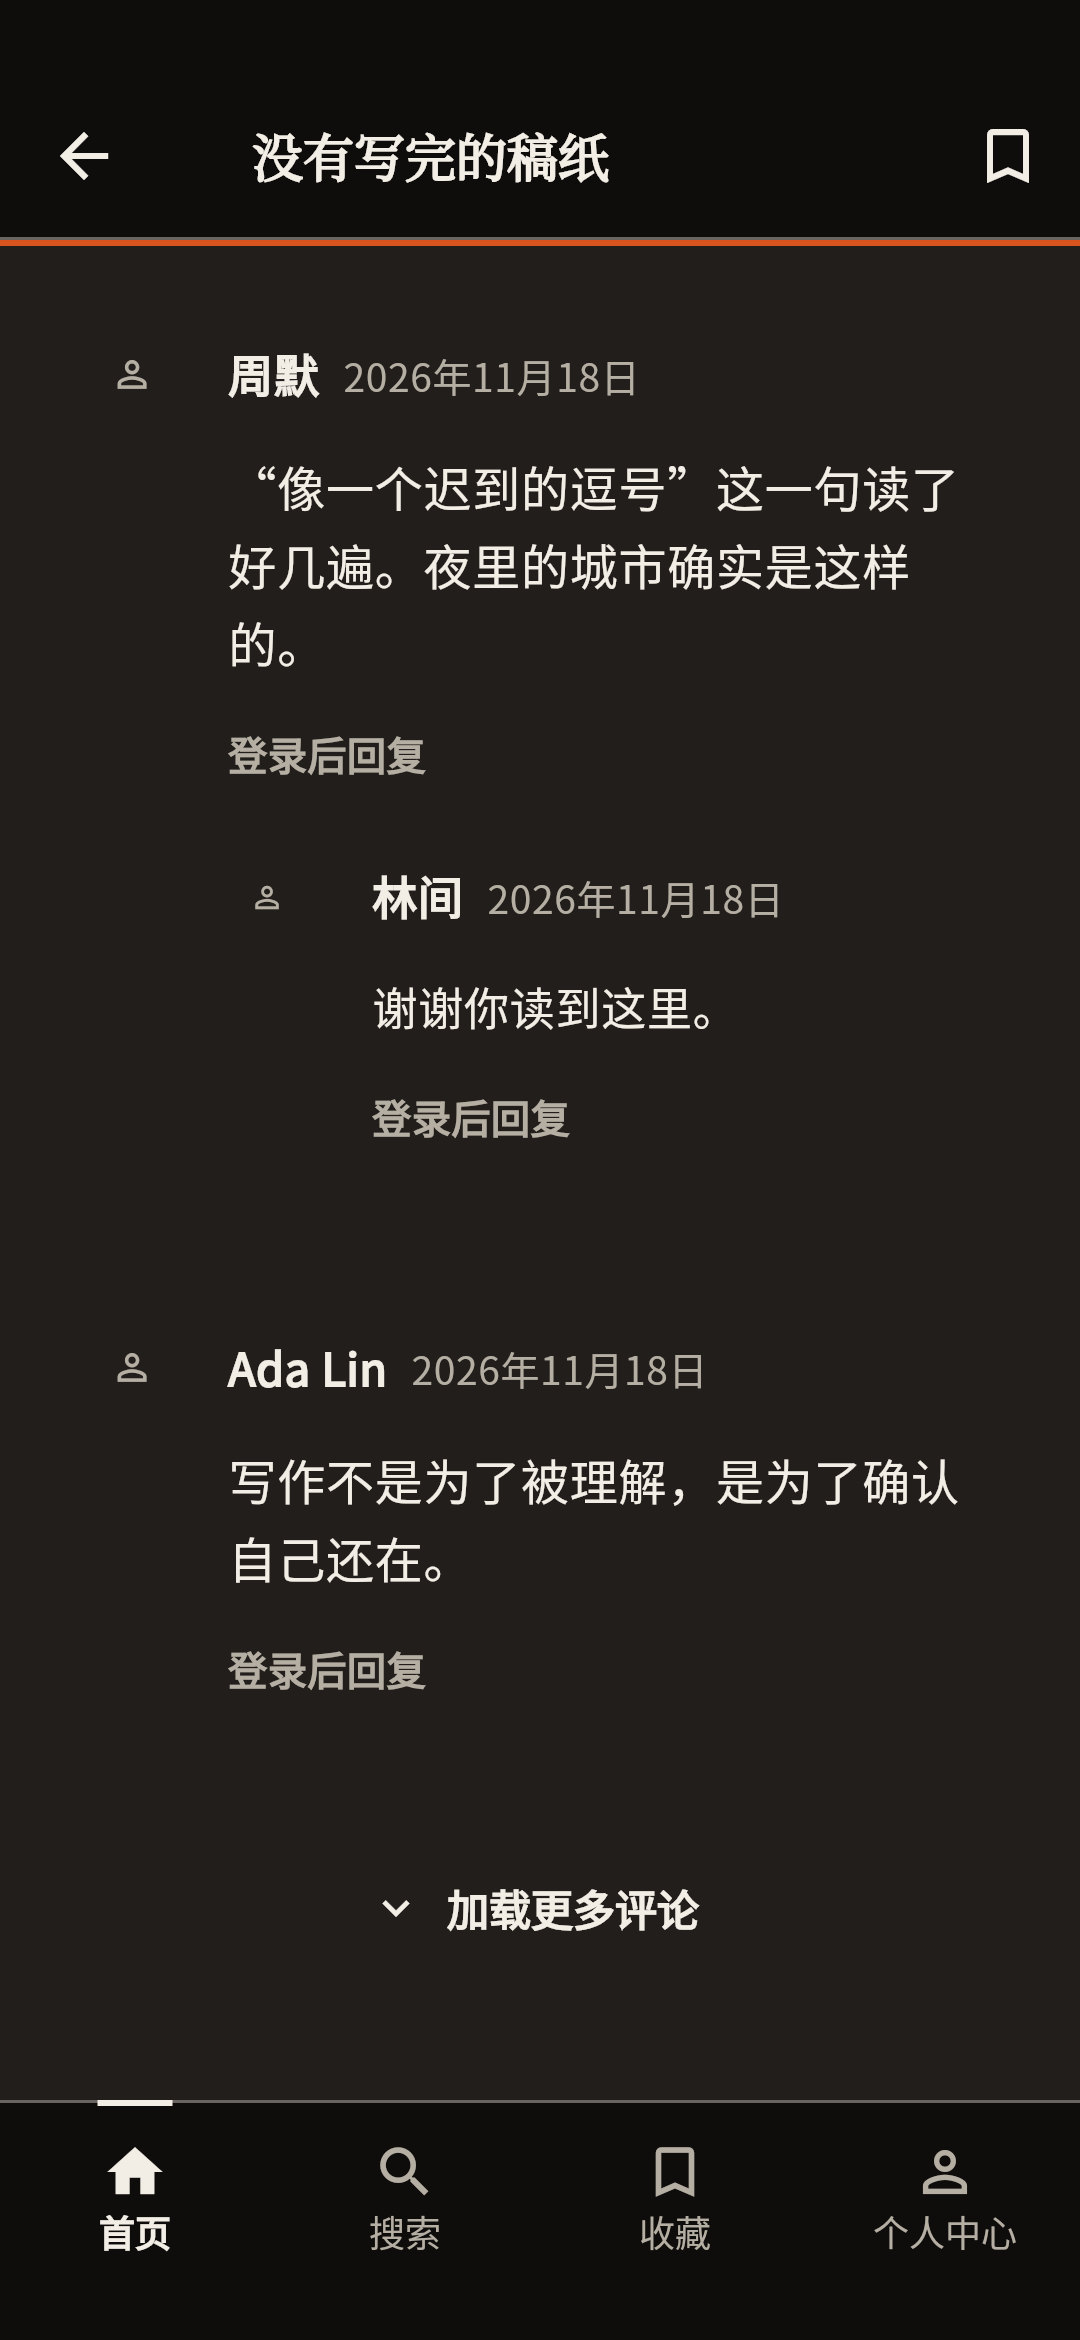 没有写完的稿纸
周默 2026年11月18日
“像一个迟到的逗号”这一句读了
好几遍。夜里的城市确实是这样
的。
登录后回复
林间 2026年11月18日
谢谢你读到这里。
登录后回复
Ada Lin 2026年11月18日
写作不是为了被理解，是为了确认
自己还在。
登录后回复
加载更多评论
首页 搜索 收藏 个人中心